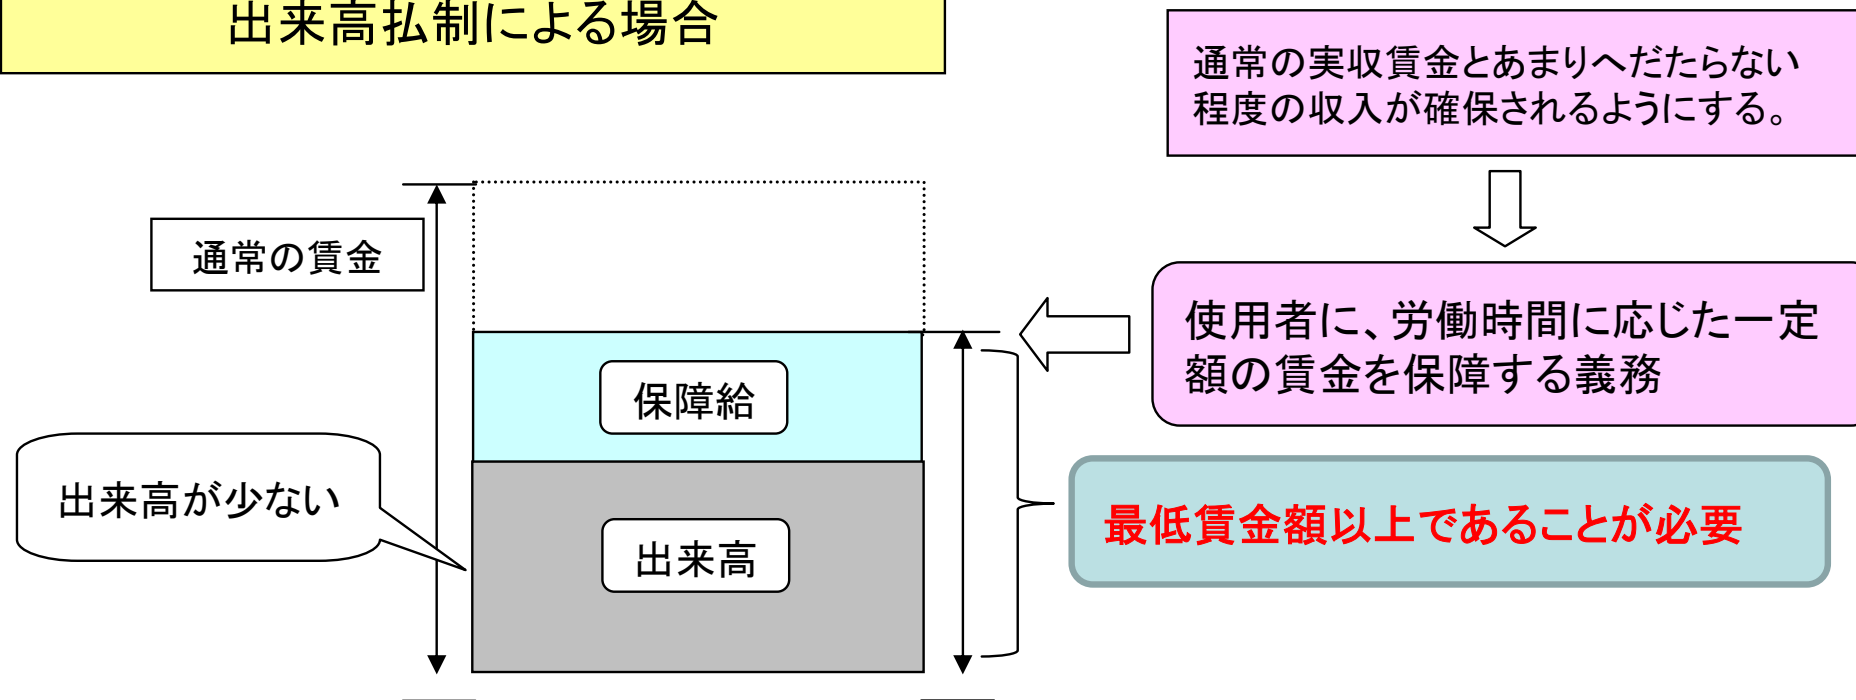 出来高払制による場合
通常の実収賃金とあまりへだたらない
程度の収入が確保されるようにする。
通常の賃金
使用者に、労働時間に応じた一定
額の賃金を保障する義務
保障給
出来高が少ない
最低賃金額以上であることが必要
出来高